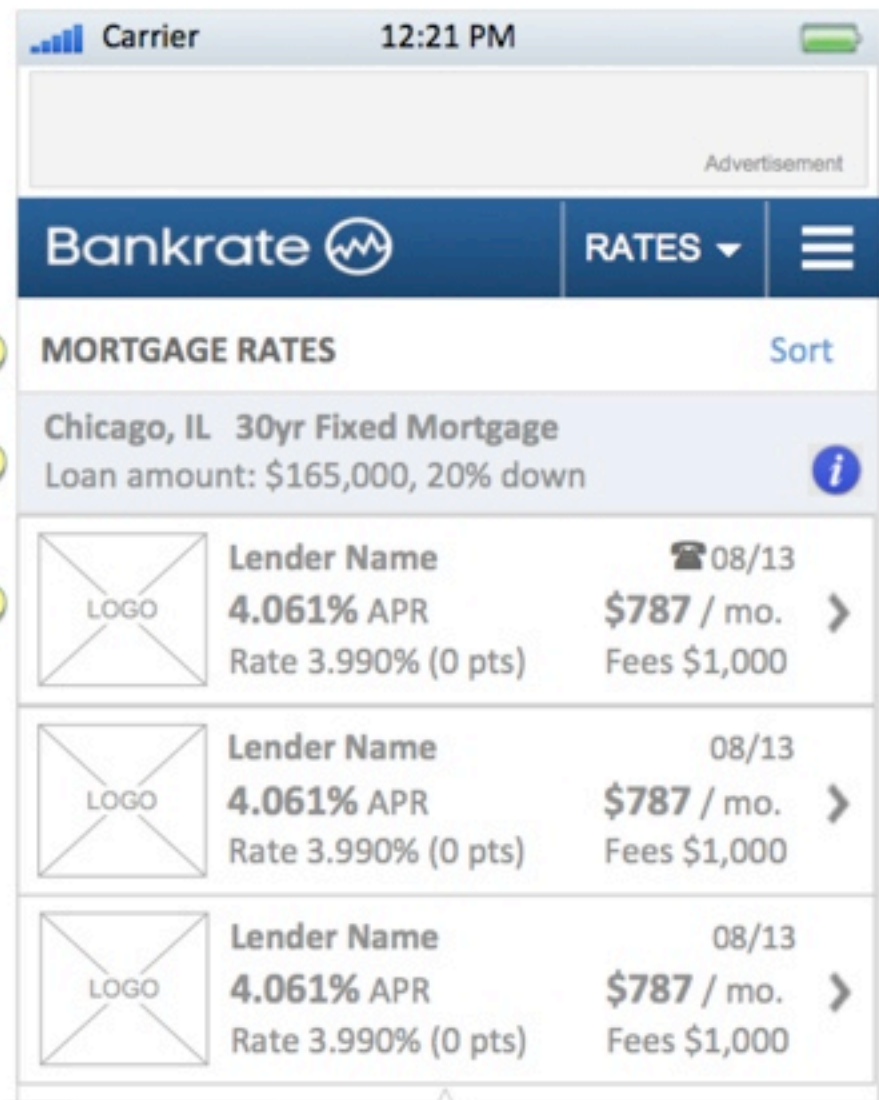 Carrier 12:21 PM
Advertisement
Bankrate RATES
MORTGAGE RATES Sort
Chicago, IL 30yr Fixed Mortgage
Loan amount: $165,000, 20% down i
LOGO
Lender Name ☎08/13
4.061% APR $787 / mo.
Rate 3.990% (0 pts) Fees $1,000
LOGO
Lender Name 08/13
4.061% APR $787 / mo.
Rate 3.990% (0 pts) Fees $1,000
LOGO
Lender Name 08/13
4.061% APR $787 / mo.
Rate 3.990% (0 pts) Fees $1,000